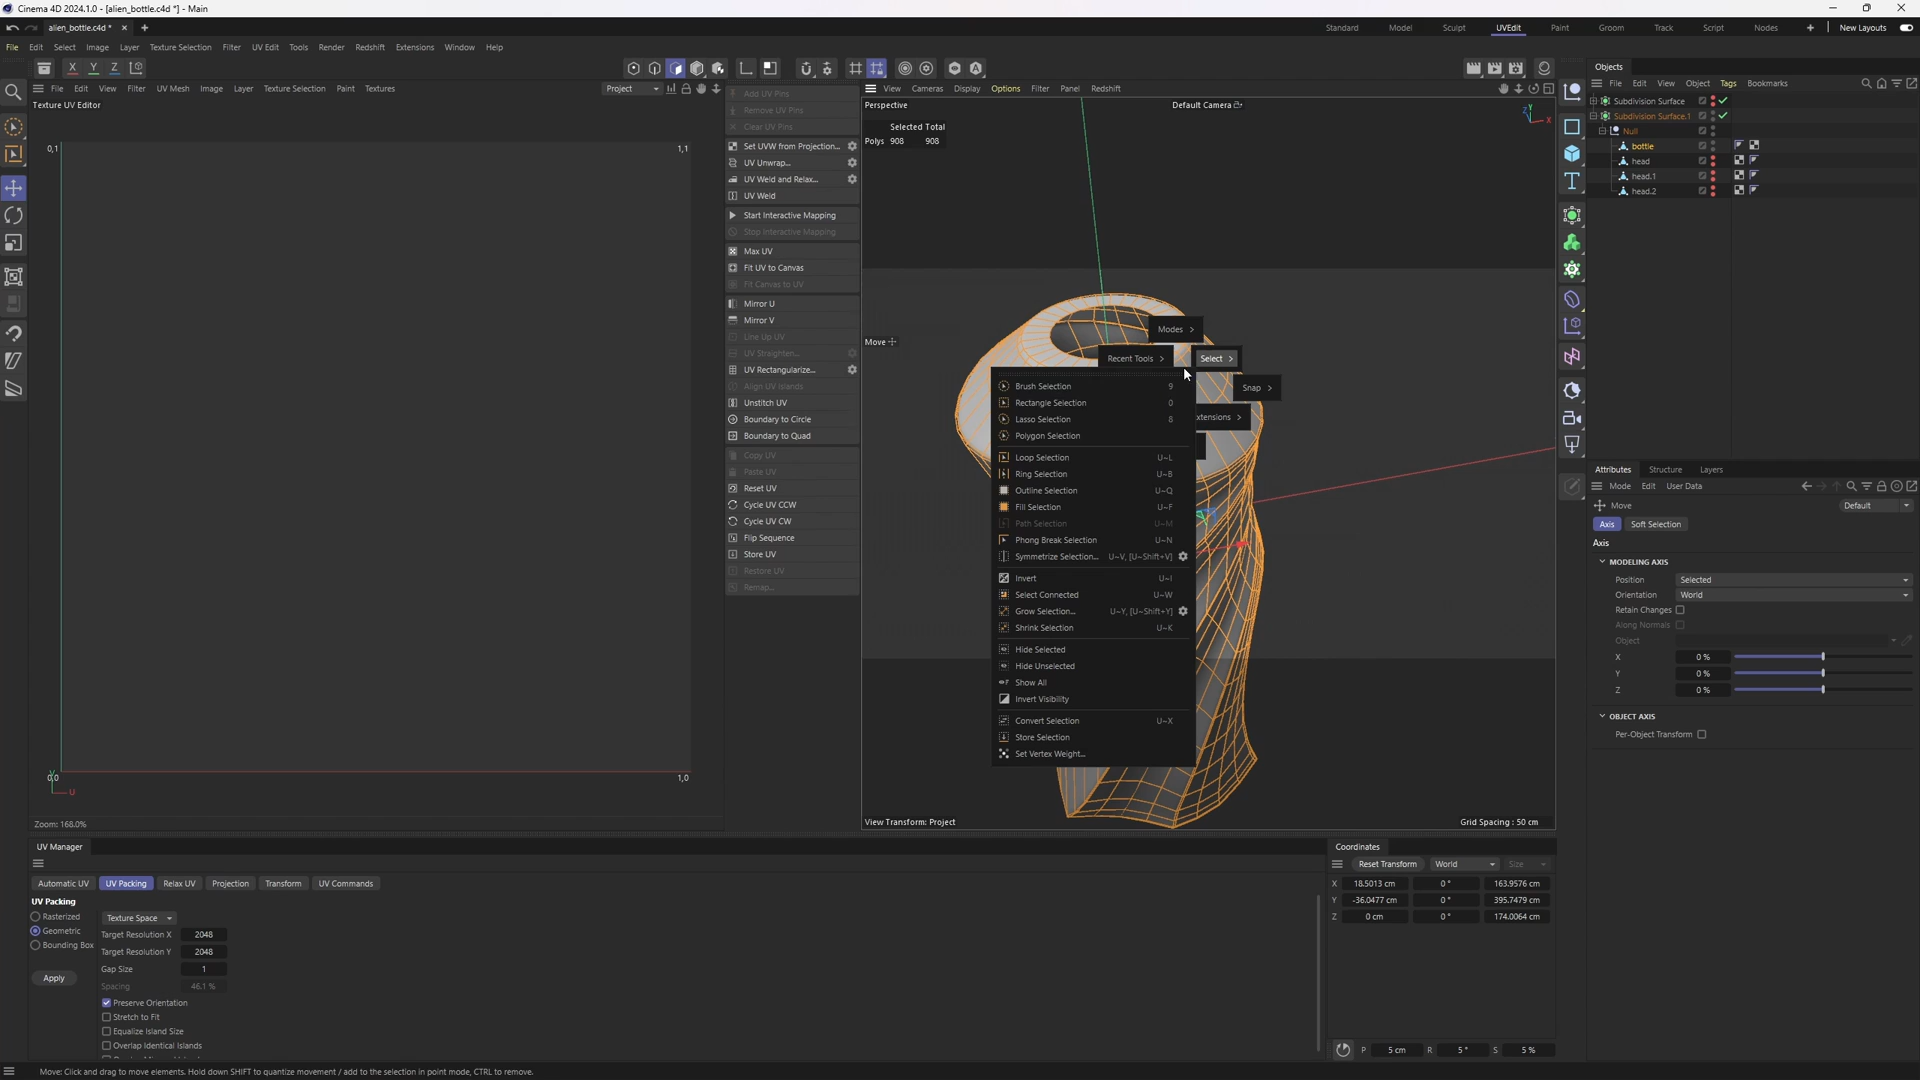 Cinema 4D 2024.1.0 - [alien_bottle.c4d *] - Main
alien_bottle.c4d *
Standard Model Sculpt UVEdit Paint Groom Track Script Nodes New Layouts
File Edit Select Image Layer Texture Selection Filter UV Edit Tools Render Redshift Extensions Window Help
X Y Z
File Edit View Filter UV Mesh Image Layer Texture Selection Paint Textures Project
Texture UV Editor
0,1 1,1
0,0 1,0
U
Zoom: 168.0%
Add UV Pins
Remove UV Pins
Clear UV Pins
Set UVW from Projection...
UV Unwrap...
UV Weld and Relax...
UV Weld
Start Interactive Mapping
Stop Interactive Mapping
Max UV
Fit UV to Canvas
Fit Canvas to UV
Mirror U
Mirror V
Line Up UV
UV Straighten...
UV Rectangularize...
Align UV Islands
Unstitch UV
Boundary to Circle
Boundary to Quad
Copy UV
Paste UV
Reset UV
Cycle UV CCW
Cycle UV CW
Flip Sequence
Store UV
Restore UV
Remap...
View Cameras Display Options Filter Panel Redshift
Perspective
Default Camera
Selected Total
Polys 908 908
Move
Modes >
Recent Tools > Select >
Snap >
xtensions >
Brush Selection 9
Rectangle Selection 0
Lasso Selection 8
Polygon Selection
Loop Selection U~L
Ring Selection U~B
Outline Selection U~Q
Fill Selection U~F
Path Selection U~M
Phong Break Selection U~N
Symmetrize Selection... U~V, [U~Shift+V]
Invert U~I
Select Connected U~W
Grow Selection... U~Y, [U~Shift+Y]
Shrink Selection U~K
Hide Selected
Hide Unselected
Show All
Invert Visibility
Convert Selection U~X
Store Selection
Set Vertex Weight...
View Transform: Project
Grid Spacing : 50 cm
Objects
File Edit View Object Tags Bookmarks
Subdivision Surface
Subdivision Surface.1
Null
bottle
head
head.1
head.2
Attributes Structure Layers
Mode Edit User Data
Move Default
Axis Soft Selection
Axis
MODELING AXIS
Position Selected
Orientation World
Retain Changes
Along Normals
Object
X 0 %
Y 0 %
Z 0 %
OBJECT AXIS
Per-Object Transform
UV Manager
Automatic UV UV Packing Relax UV Projection Transform UV Commands
UV Packing
Rasterized
Geometric
Bounding Box
Apply
Texture Space
Target Resolution X 2048
Target Resolution Y 2048
Gap Size 1
Spacing 46.1 %
Preserve Orientation
Stretch to Fit
Equalize Island Size
Overlap Identical Islands
Coordinates
Reset Transform World Size
X 18.5013 cm 0° 163.9576 cm
Y -36.0477 cm 0° 395.7479 cm
Z 0 cm 0° 174.0064 cm
P 5 cm R 5° S 5 %
Move: Click and drag to move elements. Hold down SHIFT to quantize movement / add to the selection in point mode, CTRL to remove.